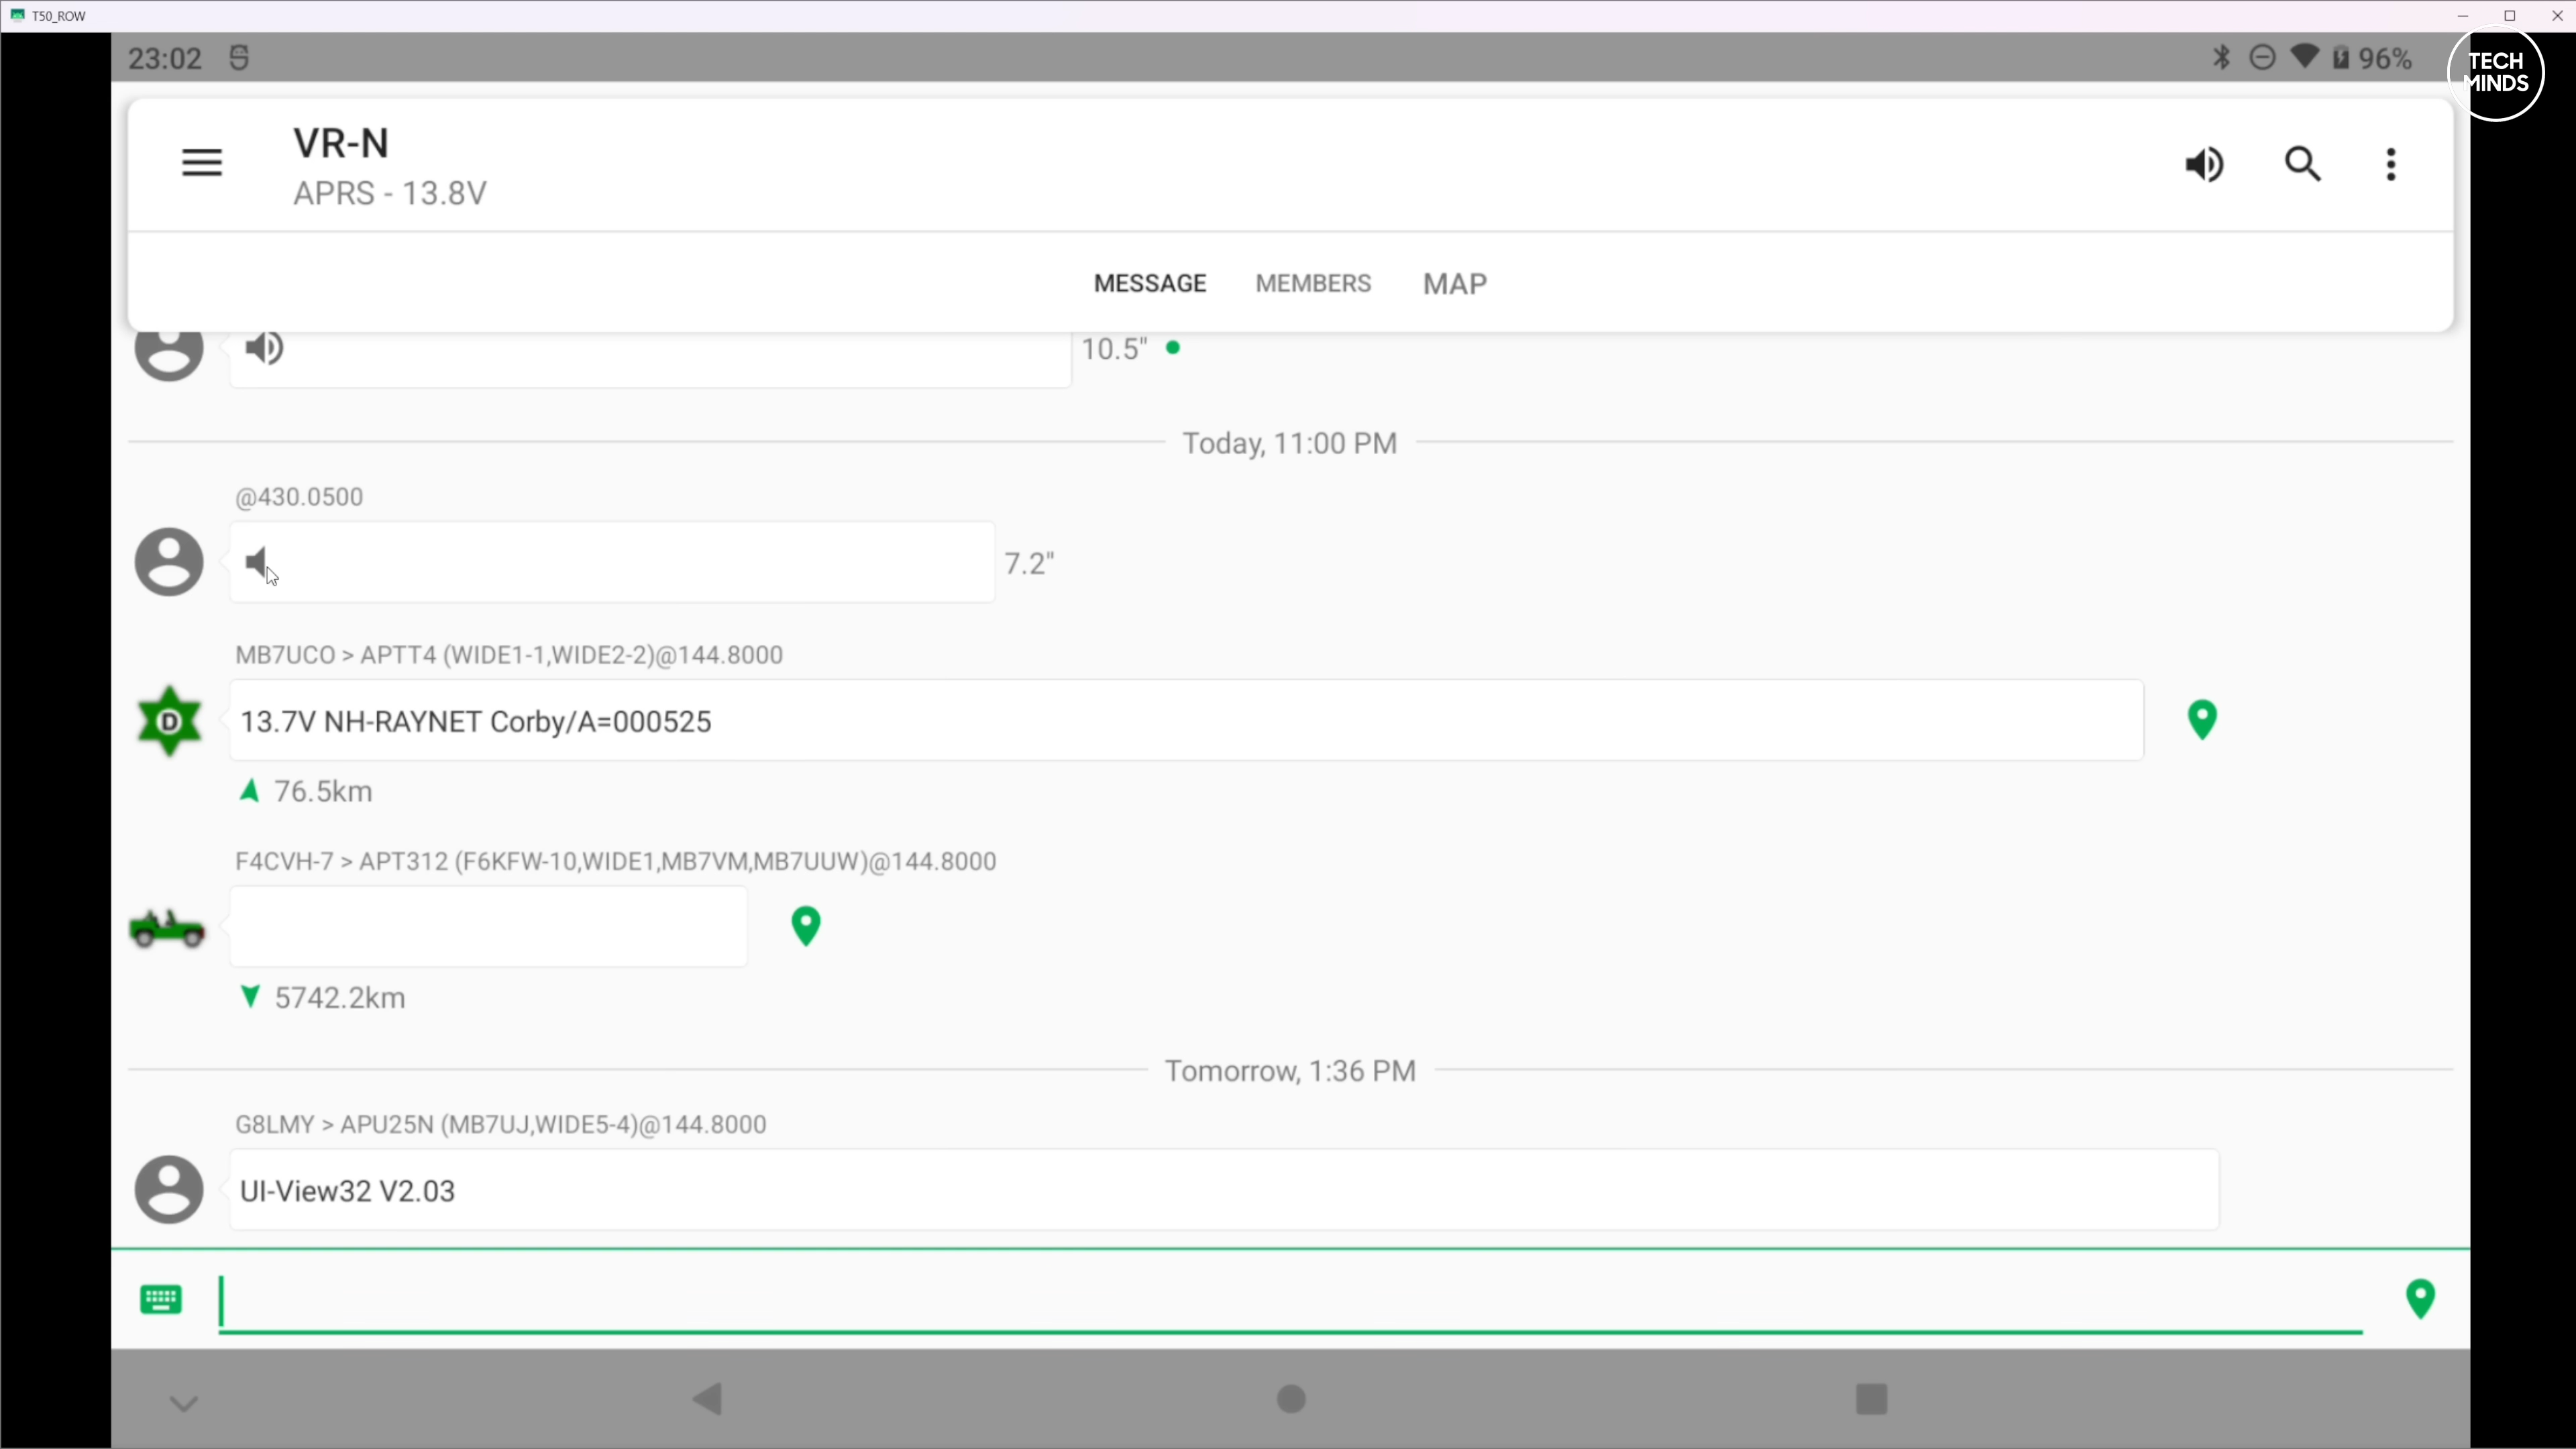 T50_ROW
23:02
96%
TECH
MINDS
VR-N
APRS - 13.8V
MESSAGE MEMBERS MAP
10.5"
Today, 11:00 PM
@430.0500
7.2"
MB7UCO > APTT4 (WIDE1-1,WIDE2-2)@144.8000
D
13.7V NH-RAYNET Corby/A=000525
76.5km
F4CVH-7 > APT312 (F6KFW-10,WIDE1,MB7VM,MB7UUW)@144.8000
5742.2km
Tomorrow, 1:36 PM
G8LMY > APU25N (MB7UJ,WIDE5-4)@144.8000
UI-View32 V2.03